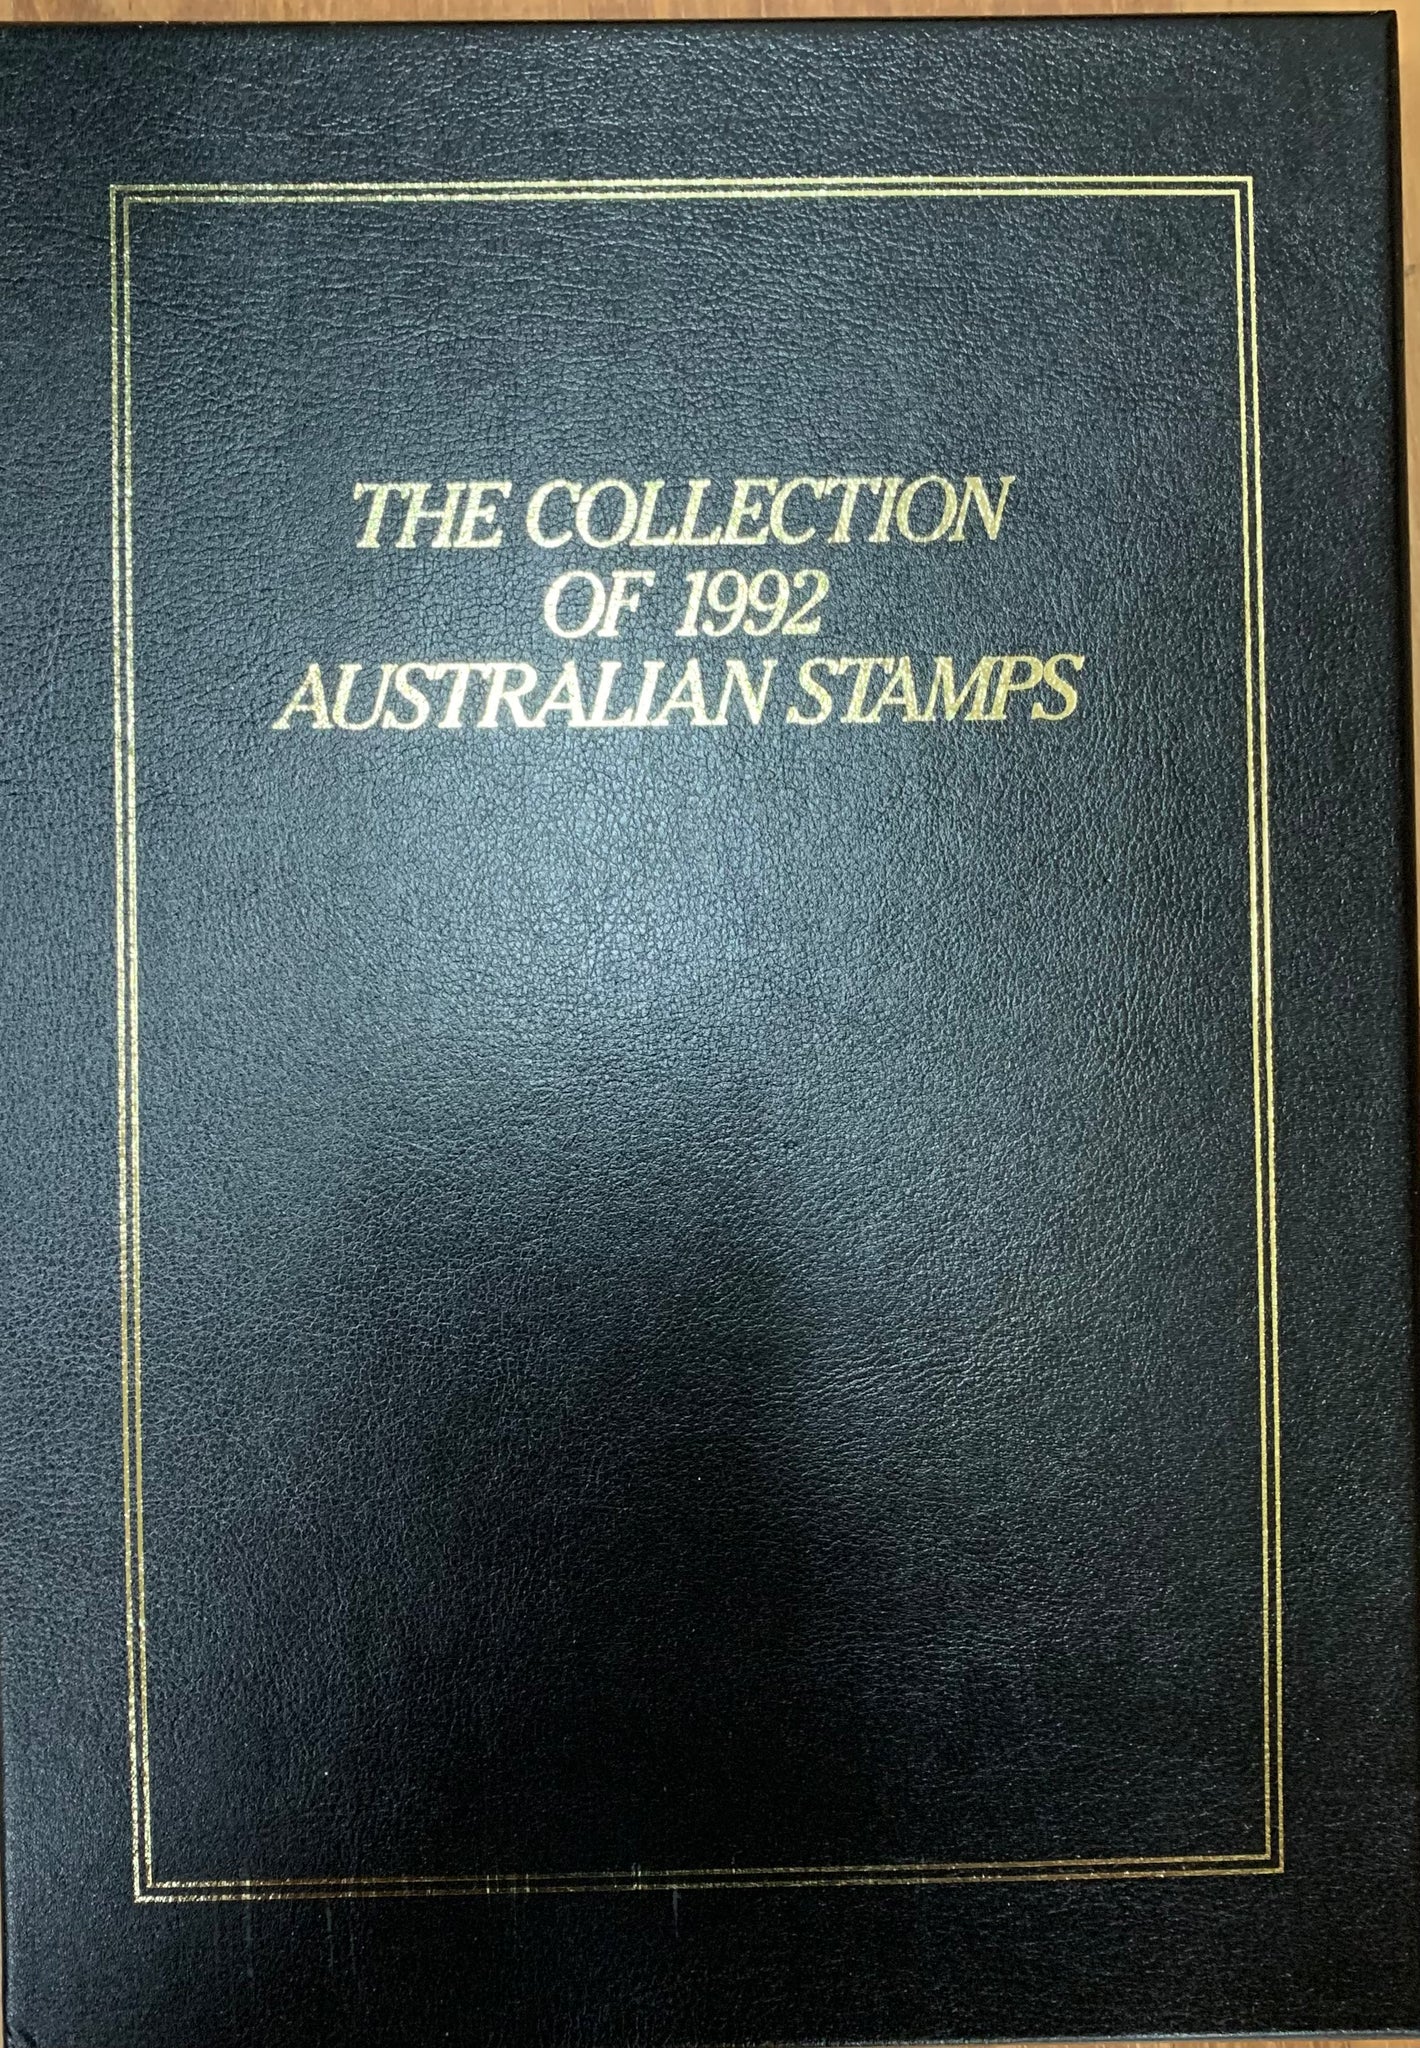 THE COLLECTION
OF 1992
AUSTRALIAN STAMPS